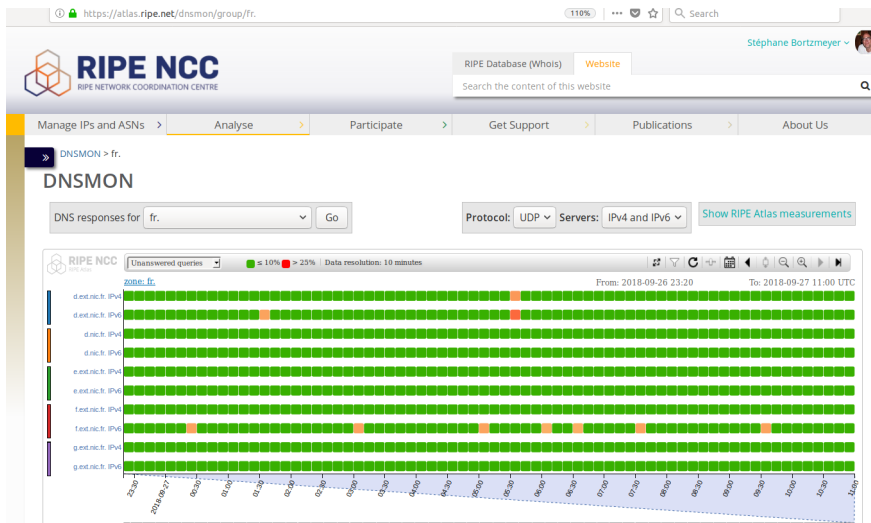 https://atlas.ripe.net/dnsmon/group/fr.
110%
Search
Stéphane Bortzmeyer
RIPE NCC
RIPE NETWORK COORDINATION CENTRE
RIPE Database (Whois) Website
Search the content of this website
Manage IPs and ASNs > Analyse > Participate > Get Support > Publications > About Us
» DNSMON > fr.
DNSMON
DNS responses for fr. Go
Protocol: UDP Servers: IPv4 and IPv6
Show RIPE Atlas measurements
RIPE NCC
Unanswered queries ≤ 10% > 25% Data resolution: 10 minutes
zone: fr. From: 2018-09-26 23:20 To: 2018-09-27 11:00 UTC
d.ext.nic.fr. IPv4
d.ext.nic.fr. IPv6
d.nic.fr. IPv4
d.nic.fr. IPv6
e.ext.nic.fr. IPv4
e.ext.nic.fr. IPv6
f.ext.nic.fr. IPv4
f.ext.nic.fr. IPv6
g.ext.nic.fr. IPv4
g.ext.nic.fr. IPv6
23:30 2018-09-27 00:30 01:00 01:30 02:00 02:30 03:00 03:30 04:00 04:30 05:00 05:30 06:00 06:30 07:00 07:30 08:00 08:30 09:00 09:30 10:00 10:30 11:00